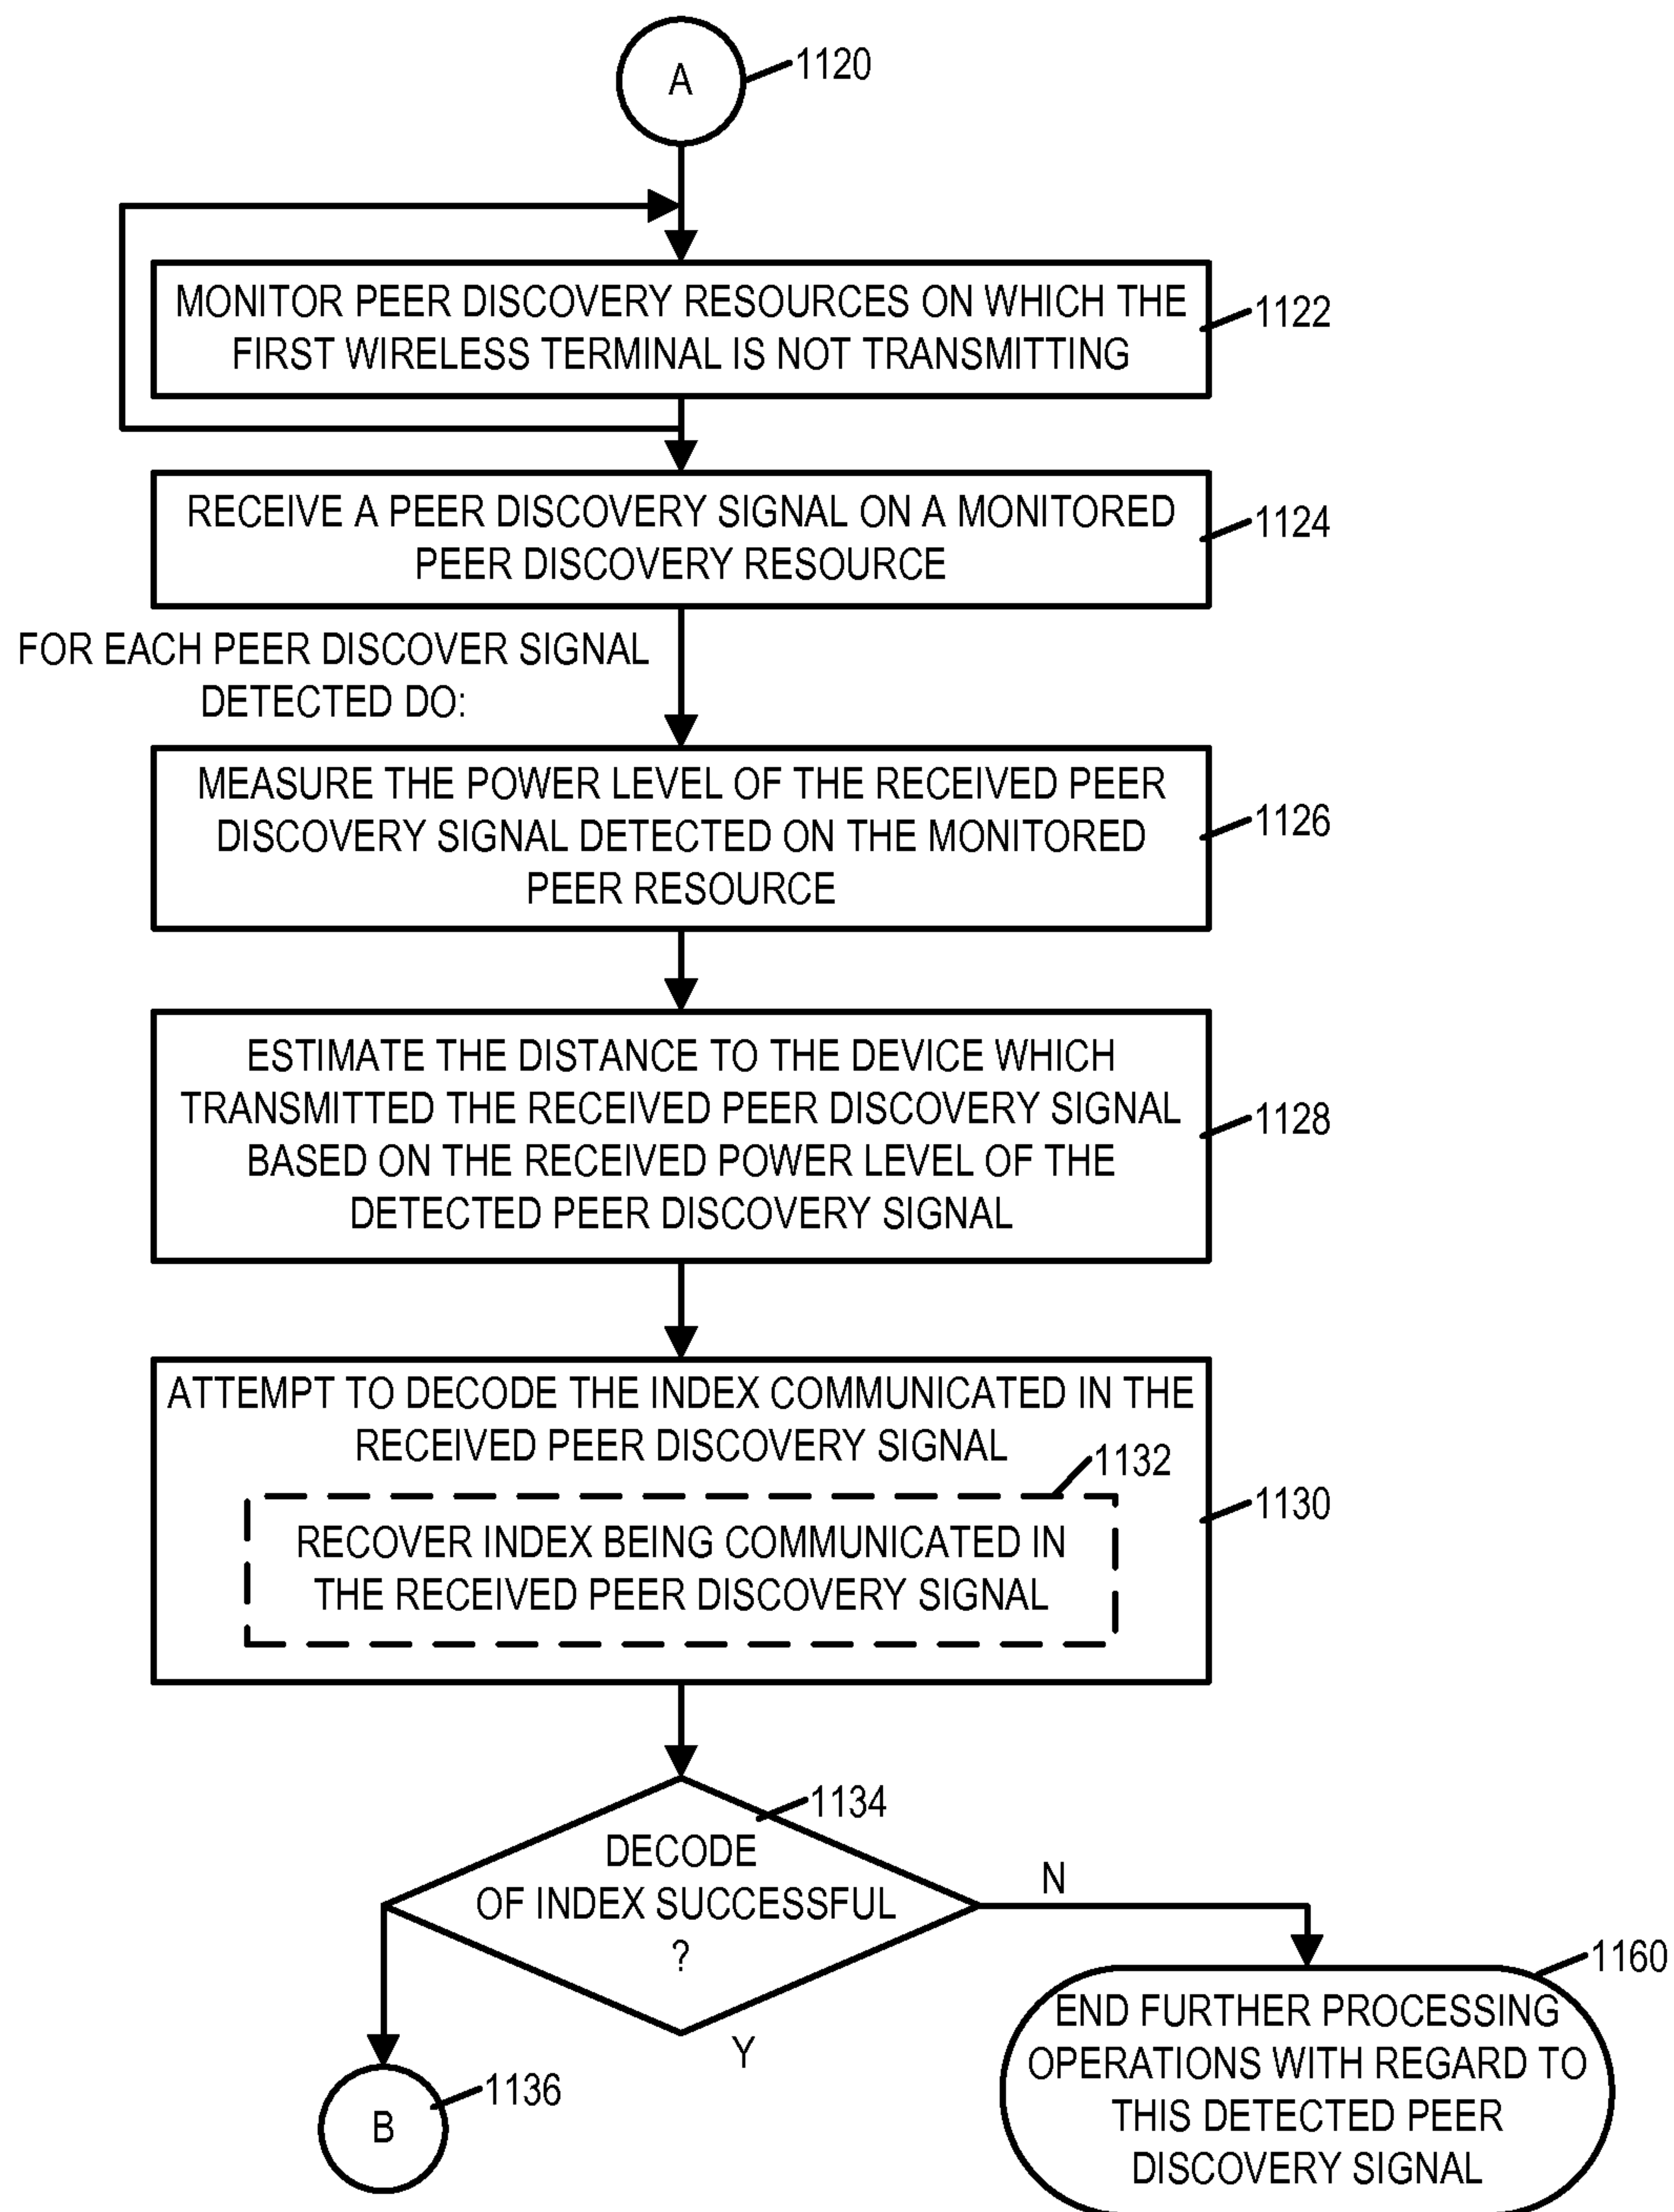 A
1120
MONITOR PEER DISCOVERY RESOURCES ON WHICH THE
FIRST WIRELESS TERMINAL IS NOT TRANSMITTING
1122
RECEIVE A PEER DISCOVERY SIGNAL ON A MONITORED
PEER DISCOVERY RESOURCE
1124
FOR EACH PEER DISCOVER SIGNAL
DETECTED DO:
MEASURE THE POWER LEVEL OF THE RECEIVED PEER
DISCOVERY SIGNAL DETECTED ON THE MONITORED
PEER RESOURCE
1126
ESTIMATE THE DISTANCE TO THE DEVICE WHICH
TRANSMITTED THE RECEIVED PEER DISCOVERY SIGNAL
BASED ON THE RECEIVED POWER LEVEL OF THE
DETECTED PEER DISCOVERY SIGNAL
1128
ATTEMPT TO DECODE THE INDEX COMMUNICATED IN THE
RECEIVED PEER DISCOVERY SIGNAL
1132
RECOVER INDEX BEING COMMUNICATED IN
THE RECEIVED PEER DISCOVERY SIGNAL
1130
1134
DECODE
OF INDEX SUCCESSFUL
?
N
Y
B
1136
1160
END FURTHER PROCESSING
OPERATIONS WITH REGARD TO
THIS DETECTED PEER
DISCOVERY SIGNAL